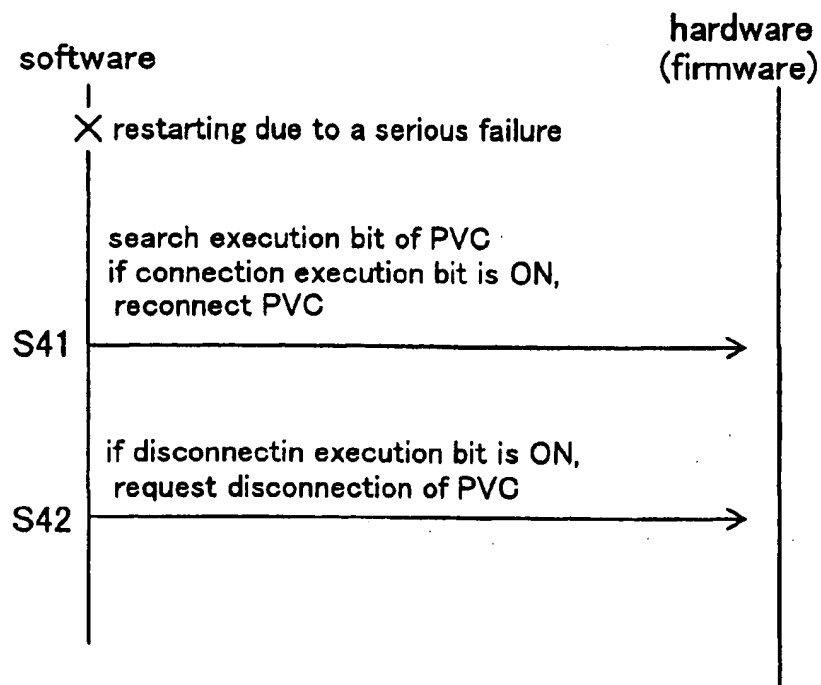 software
hardware
(firmware)
restarting due to a serious failure
search execution bit of PVC
if connection execution bit is ON,
reconnect PVC
S41
if disconnectin execution bit is ON,
request disconnection of PVC
S42